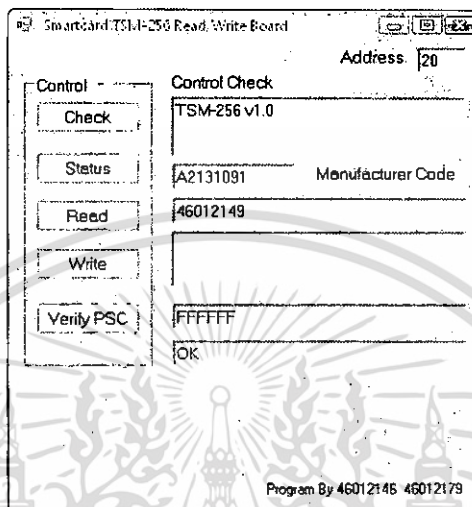 Smartcard TSM-256 Read/Write Board
Address 20
Control
Control Check
Check
TSM-256 v1.0
Status
A2131091
Manufacturer Code
Read
46012149
Write
Verify PSC
FFFFFF
OK
Program By 46012146 46012179